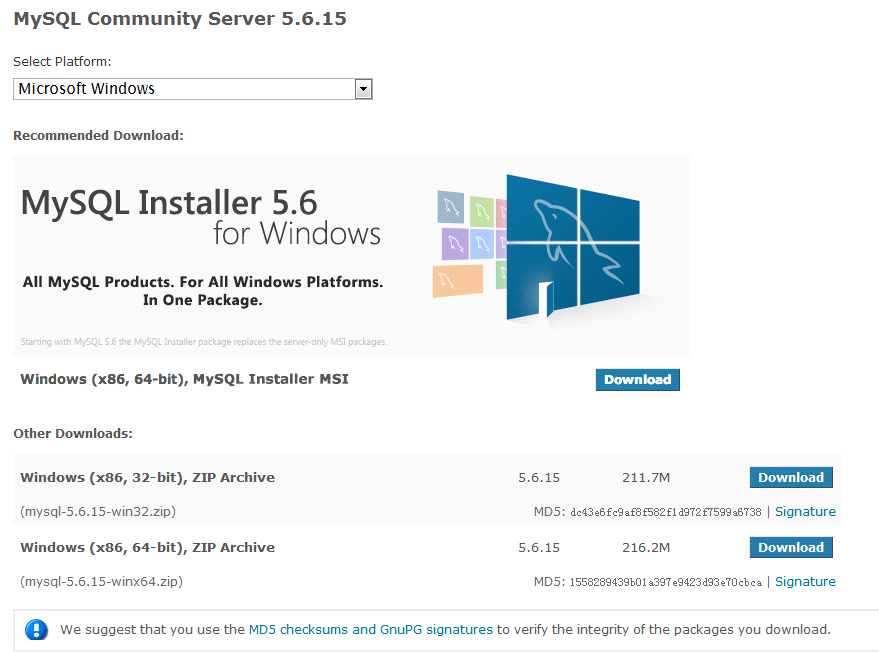 MySQL Community Server 5.6.15
Select Platform:
Microsoft Windows
Recommended Download:
MySQL Installer 5.6
for Windows
All MySQL Products. For All Windows Platforms.
In One Package.
Starting with MySQL 5.6 the MySQL Installer package replaces the server-only MSI packages.
Windows (x86, 64-bit), MySQL Installer MSI Download
Other Downloads:
Windows (x86, 32-bit), ZIP Archive 5.6.15 211.7M Download
(mysql-5.6.15-win32.zip) MD5: dc43e6fc9af8f582f1d972f7599a6738 | Signature
Windows (x86, 64-bit), ZIP Archive 5.6.15 216.2M Download
(mysql-5.6.15-winx64.zip) MD5: 1558289439b01a397e9423d93e70cbca | Signature
We suggest that you use the MD5 checksums and GnuPG signatures to verify the integrity of the packages you download.